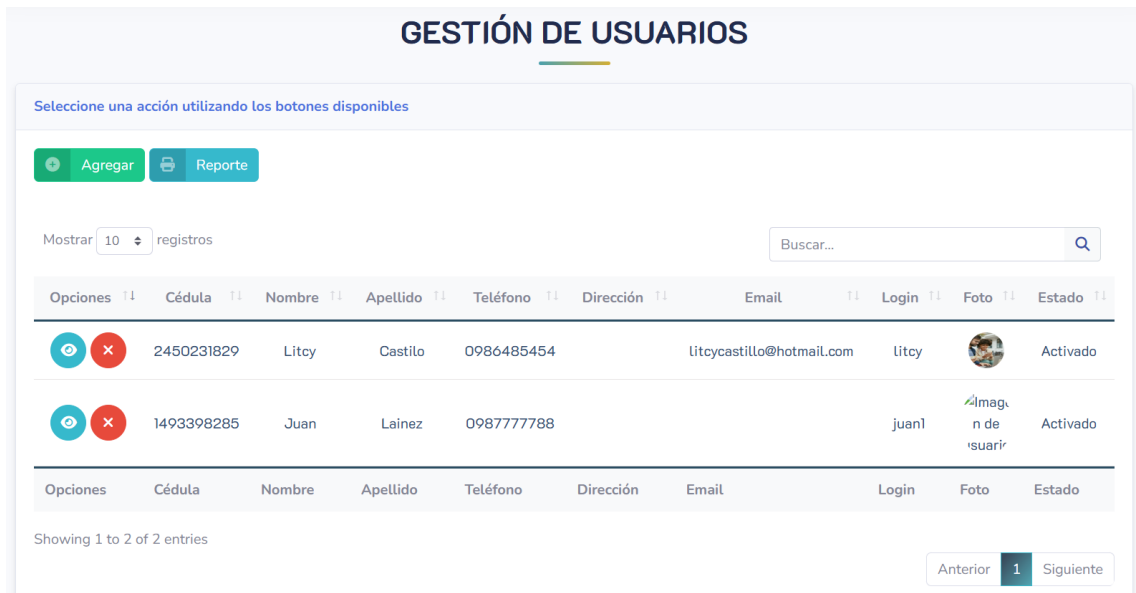 GESTIÓN DE USUARIOS
Seleccione una acción utilizando los botones disponibles
Agregar Reporte
Mostrar 10 registros Buscar...
Opciones Cédula Nombre Apellido Teléfono Dirección Email Login Foto Estado
2450231829 Litcy Castilo 0986485454 litcycastillo@hotmail.com litcy Activado
Image
1493398285 Juan Lainez 0987777788 juan1 n de Activado
usuario
Opciones Cédula Nombre Apellido Teléfono Dirección Email Login Foto Estado
Showing 1 to 2 of 2 entries
Anterior 1 Siguiente